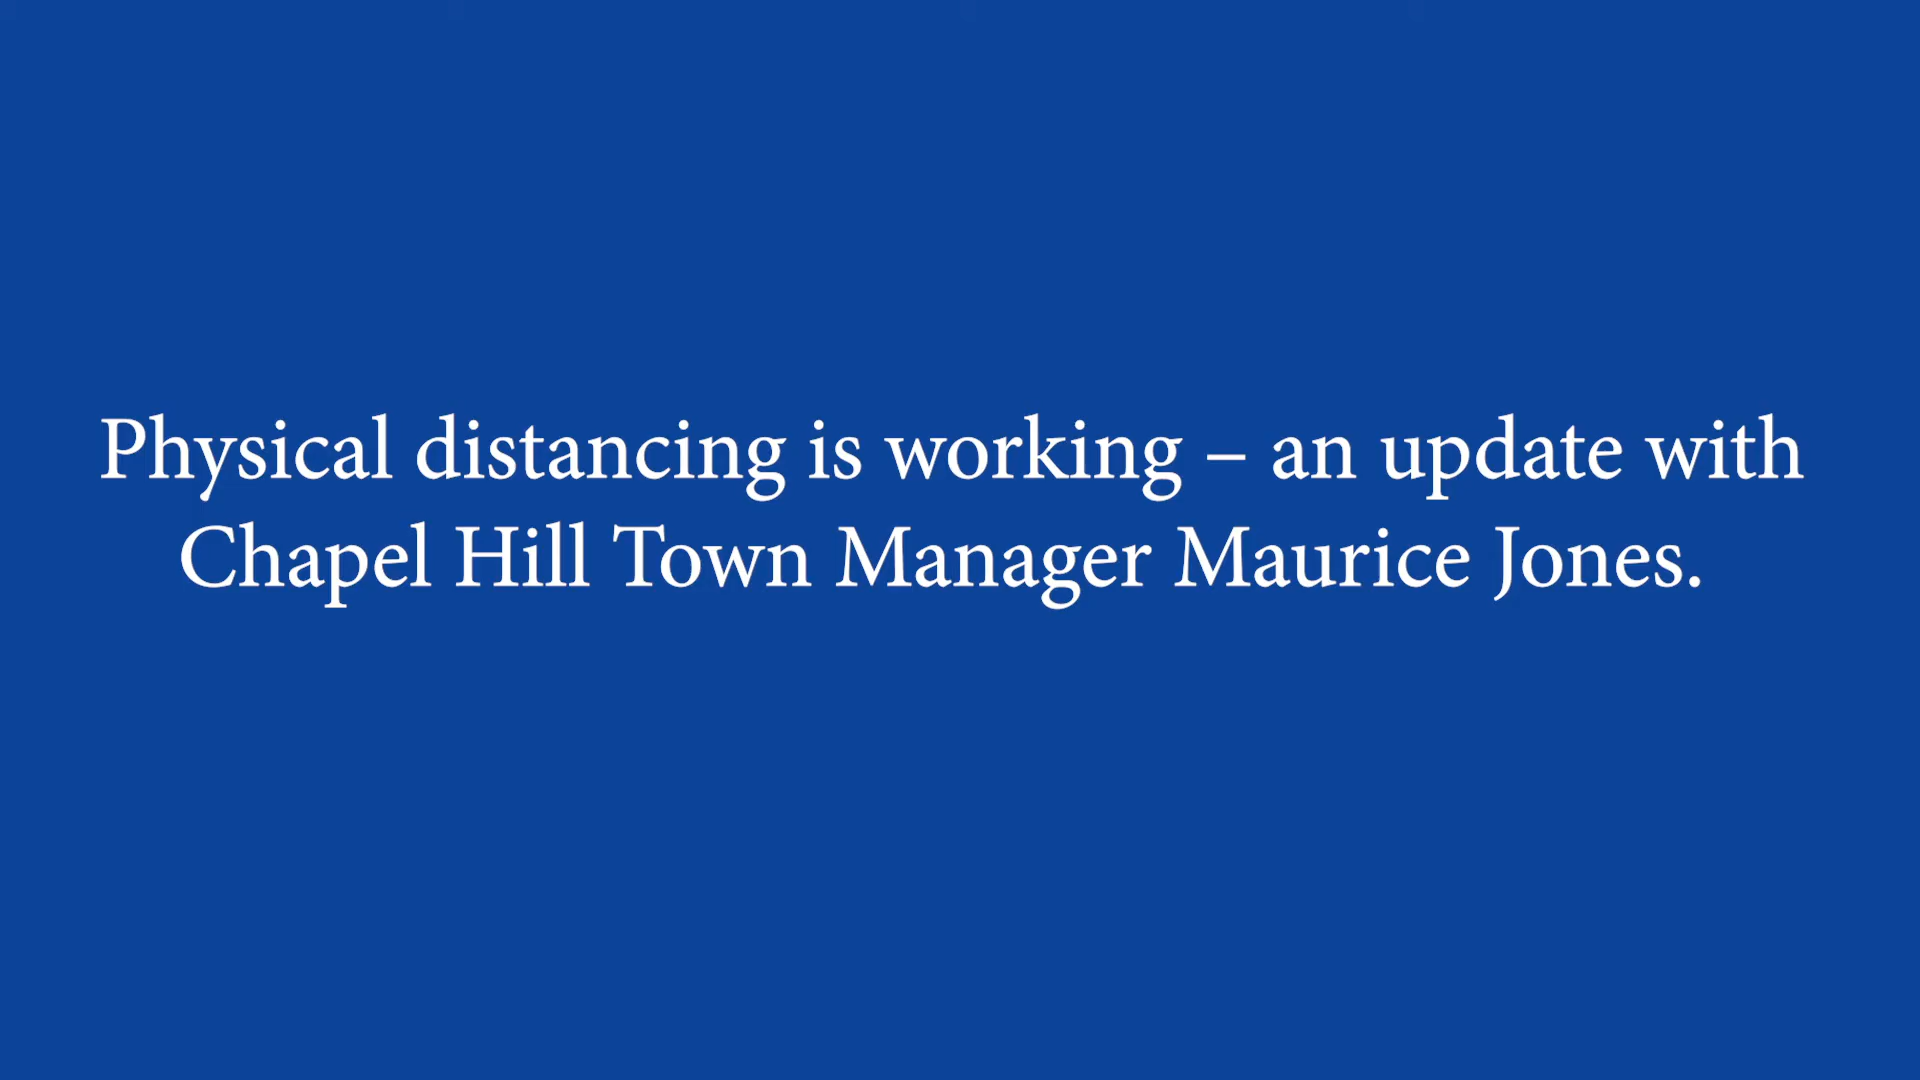 Physical distancing is working – an update with
Chapel Hill Town Manager Maurice Jones.